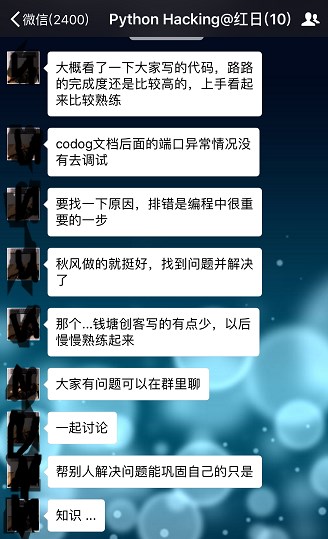 微信(2400)
Python Hacking@红日(10)
大概看了一下大家写的代码，路路
的完成度还是比较高的，上手看起
来比较熟练
codog文档后面的端口异常情况没
有去调试
要找一下原因，排错是编程中很重
要的一步
秋风做的就挺好，找到问题并解决
了
那个...钱塘创客写的有点少，以后
慢慢熟练起来
大家有问题可以在群里聊
一起讨论
帮别人解决问题能巩固自己的只是
知识 ...